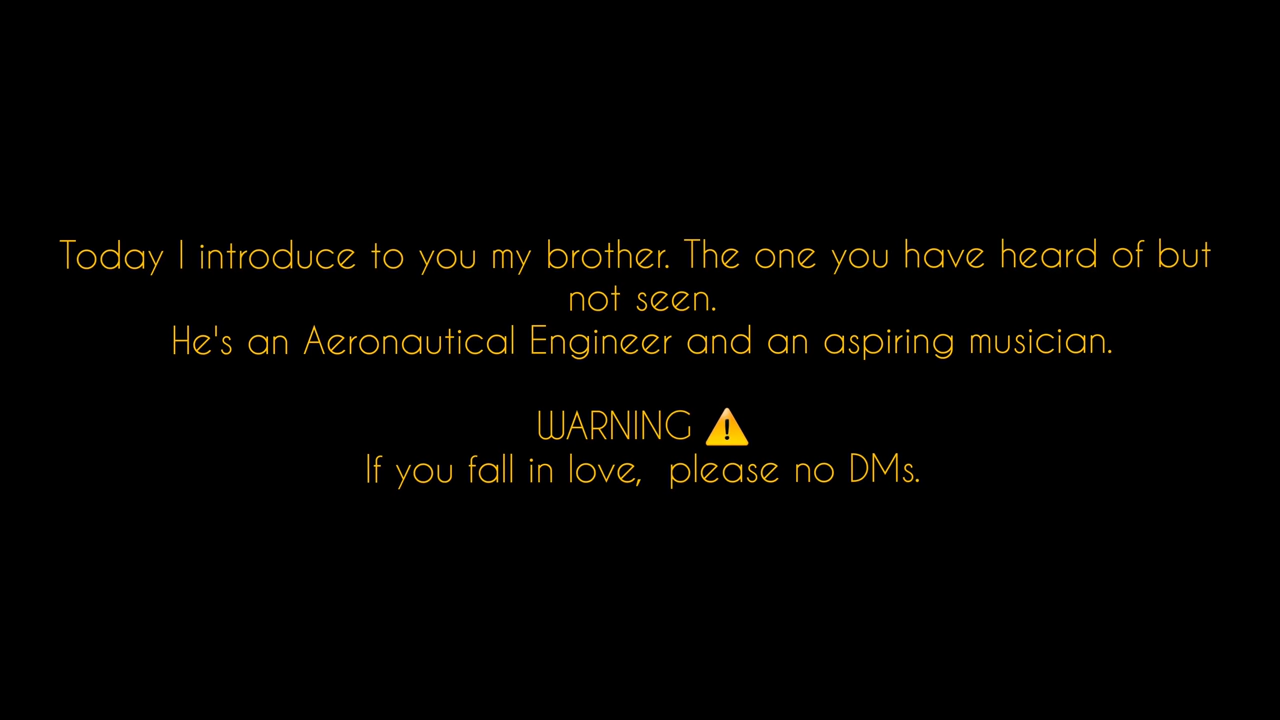 Today I introduce to you my brother. The one you have heard of but
not seen.
He's an Aeronautical Engineer and an aspiring musician.
WARNING ⚠️
If you fall in love,  please no DMs.